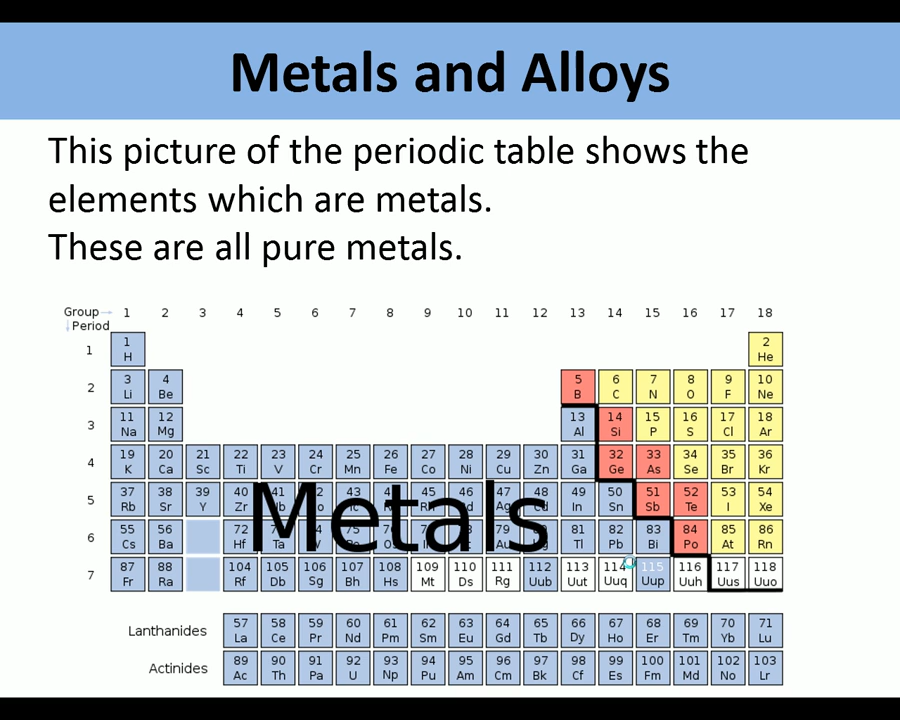 Metals and Alloys
This picture of the periodic table shows the
elements which are metals.
These are all pure metals.
Group → 1 2 3 4 5 6 7 8 9 10 11 12 13 14 15 16 17 18
↓ Period
1 1 2
H He
2 3 4 5 6 7 8 9 10
Li Be B C N O F Ne
3 11 12 13 14 15 16 17 18
Na Mg Al Si P S Cl Ar
4 19 20 21 22 23 24 25 26 27 28 29 30 31 32 33 34 35 36
K Ca Sc Ti V Cr Mn Fe Co Ni Cu Zn Ga Ge As Se Br Kr
5 37 38 39 40 41 43 44 45 46 47 48 49 50 51 52 53 54
Rb Sr Y Zr In Sn Sb Te I Xe
Metals
6 55 56 72 73 81 82 83 84 85 86
Cs Ba Hf Ta Tl Pb Bi Po At Rn
7 87 88 104 105 106 107 108 109 110 111 112 113 114 115 116 117 118
Fr Ra Rf Db Sg Bh Hs Mt Ds Rg Uub Uut Uuq Uup Uuh Uus Uuo
57 58 59 60 61 62 63 64 65 66 67 68 69 70 71
Lanthanides La Ce Pr Nd Pm Sm Eu Gd Tb Dy Ho Er Tm Yb Lu
89 90 91 92 93 94 95 96 97 98 99 100 101 102 103
Actinides Ac Th Pa U Np Pu Am Cm Bk Cf Es Fm Md No Lr